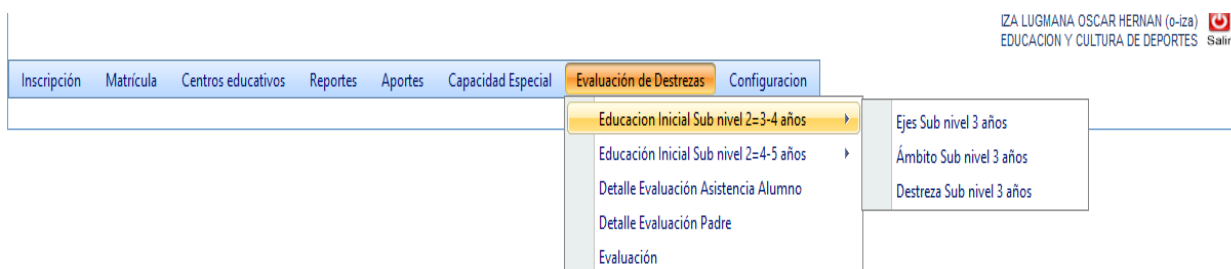 IZA LUGMANA OSCAR HERNAN (o-iza)
EDUCACION Y CULTURA DE DEPORTES Salir
Inscripción Matrícula Centros educativos Reportes Aportes Capacidad Especial Evaluación de Destrezas Configuracion
Educacion Inicial Sub nivel 2=3-4 años
Educación Inicial Sub nivel 2=4-5 años
Detalle Evaluación Asistencia Alumno
Detalle Evaluación Padre
Evaluación
Ejes Sub nivel 3 años
Ámbito Sub nivel 3 años
Destreza Sub nivel 3 años